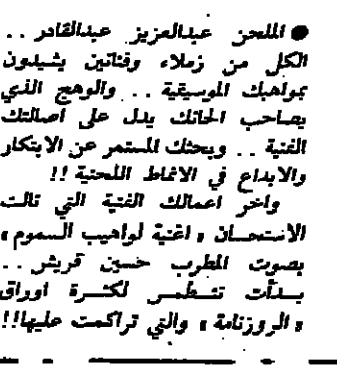 ● الملحن عبدالعزيز عبدالقادر ..
الكل من زملاء وفنانين يشيدون
بمواهبك الموسيقية .. والوهج الذي
يصاحب الحانك يدل على اصالتك
الفنية .. وبحثك المستمر عن الابتكار
والابداع في الانماط اللحنية !!
واخر اعمالك الفنية التي نالت
الاستحسان « اغنية لواهيب السموم »
بصوت المطرب حسين قريش ..
بدأت تنطمر لكثرة اوراق
« الروزنامة » والتي تراكمت عليها!!